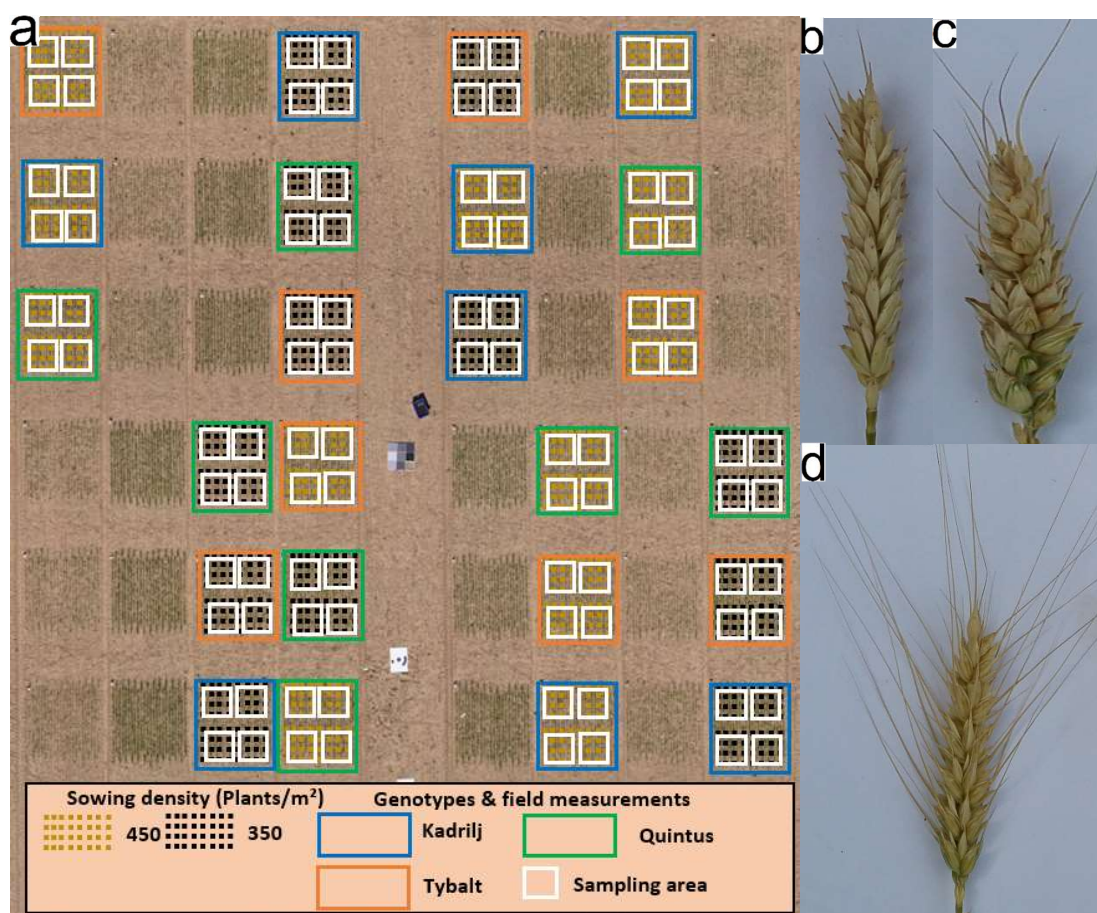 a
b
c
d
Sowing density (Plants/m²)
Genotypes & field measurements
450
350
Kadrilj
Quintus
Tybalt
Sampling area